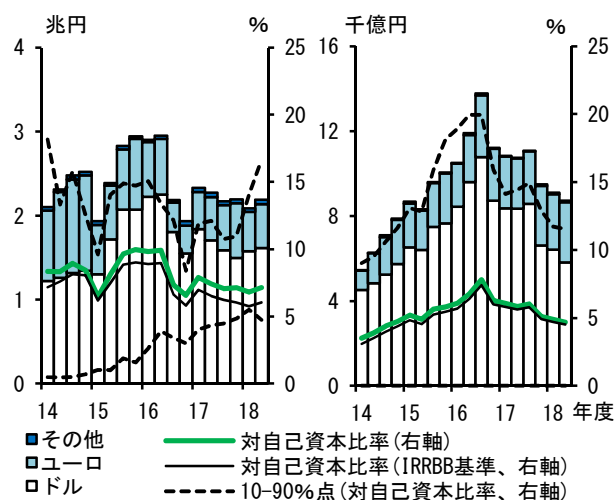 兆円 % 千億円 %
4 25 16 25
3 20 12 20
15 15
2 8
10 10
1 4
5 5
0 0 0 0
14 15 16 17 18 14 15 16 17 18 年度
その他 対自己資本比率(右軸)
ユーロ 対自己資本比率(IRRBB基準、右軸)
ドル 10-90%点(対自己資本比率、右軸)